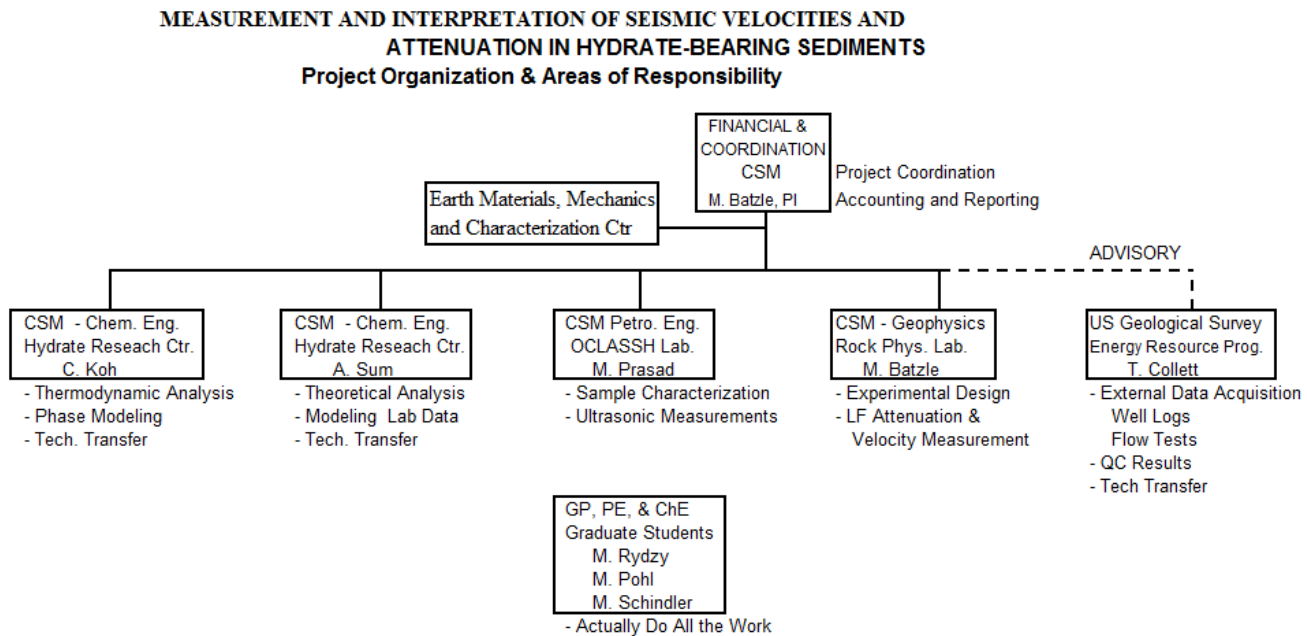 MEASUREMENT AND INTERPRETATION OF SEISMIC VELOCITIES AND
ATTENUATION IN HYDRATE-BEARING SEDIMENTS
Project Organization & Areas of Responsibility
FINANCIAL &
COORDINATION
CSM
M. Batzle, PI
Project Coordination
Accounting and Reporting
Earth Materials, Mechanics
and Characterization Ctr
ADVISORY
CSM - Chem. Eng.
Hydrate Reseach Ctr.
C. Koh
- Thermodynamic Analysis
- Phase Modeling
- Tech. Transfer
CSM - Chem. Eng.
Hydrate Reseach Ctr.
A. Sum
- Theoretical Analysis
- Modeling Lab Data
- Tech. Transfer
CSM Petro. Eng.
OCLASSH Lab.
M. Prasad
- Sample Characterization
- Ultrasonic Measurements
CSM - Geophysics
Rock Phys. Lab.
M. Batzle
- Experimental Design
- LF Attenuation &
Velocity Measurement
US Geological Survey
Energy Resource Prog.
T. Collett
- External Data Acquisition
Well Logs
Flow Tests
- QC Results
- Tech Transfer
GP, PE, & ChE
Graduate Students
M. Rydzy
M. Pohl
M. Schindler
- Actually Do All the Work